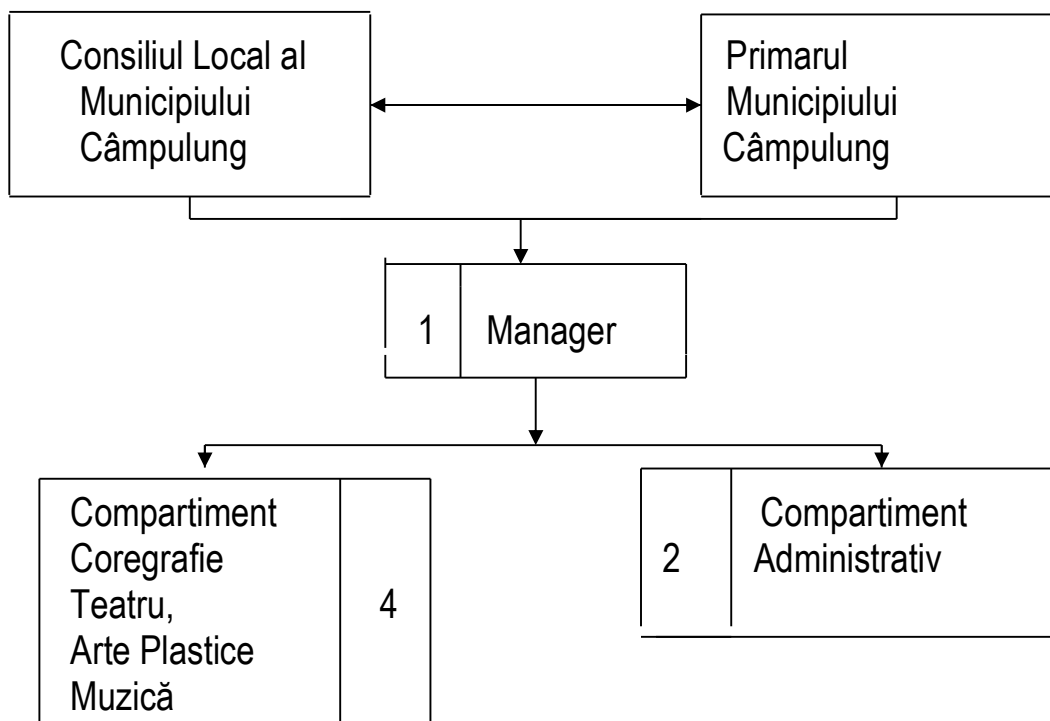 Consiliul Local al
Municipiului
Câmpulung
Primarul
Municipiului
Câmpulung
1 Manager
Compartiment
Coregrafie
Teatru,
Arte Plastice
Muzică
4
2
Compartiment
Administrativ